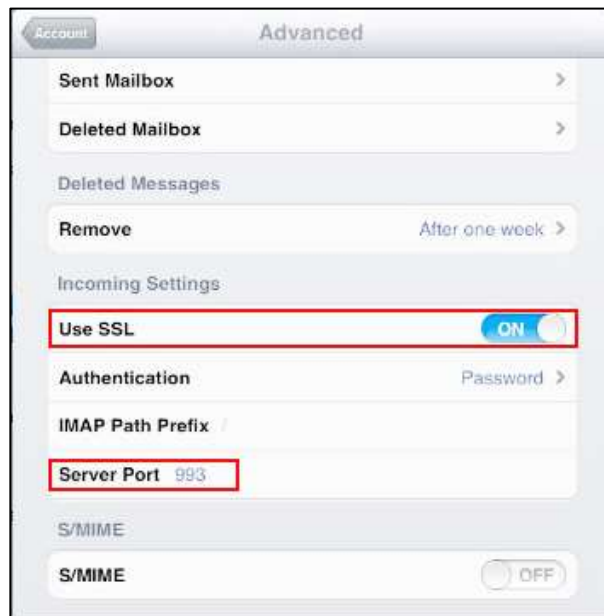 Account Advanced
Sent Mailbox >
Deleted Mailbox >
Deleted Messages
Remove After one week >
Incoming Settings
Use SSL ON
Authentication Password >
IMAP Path Prefix /
Server Port 993
S/MIME
S/MIME OFF